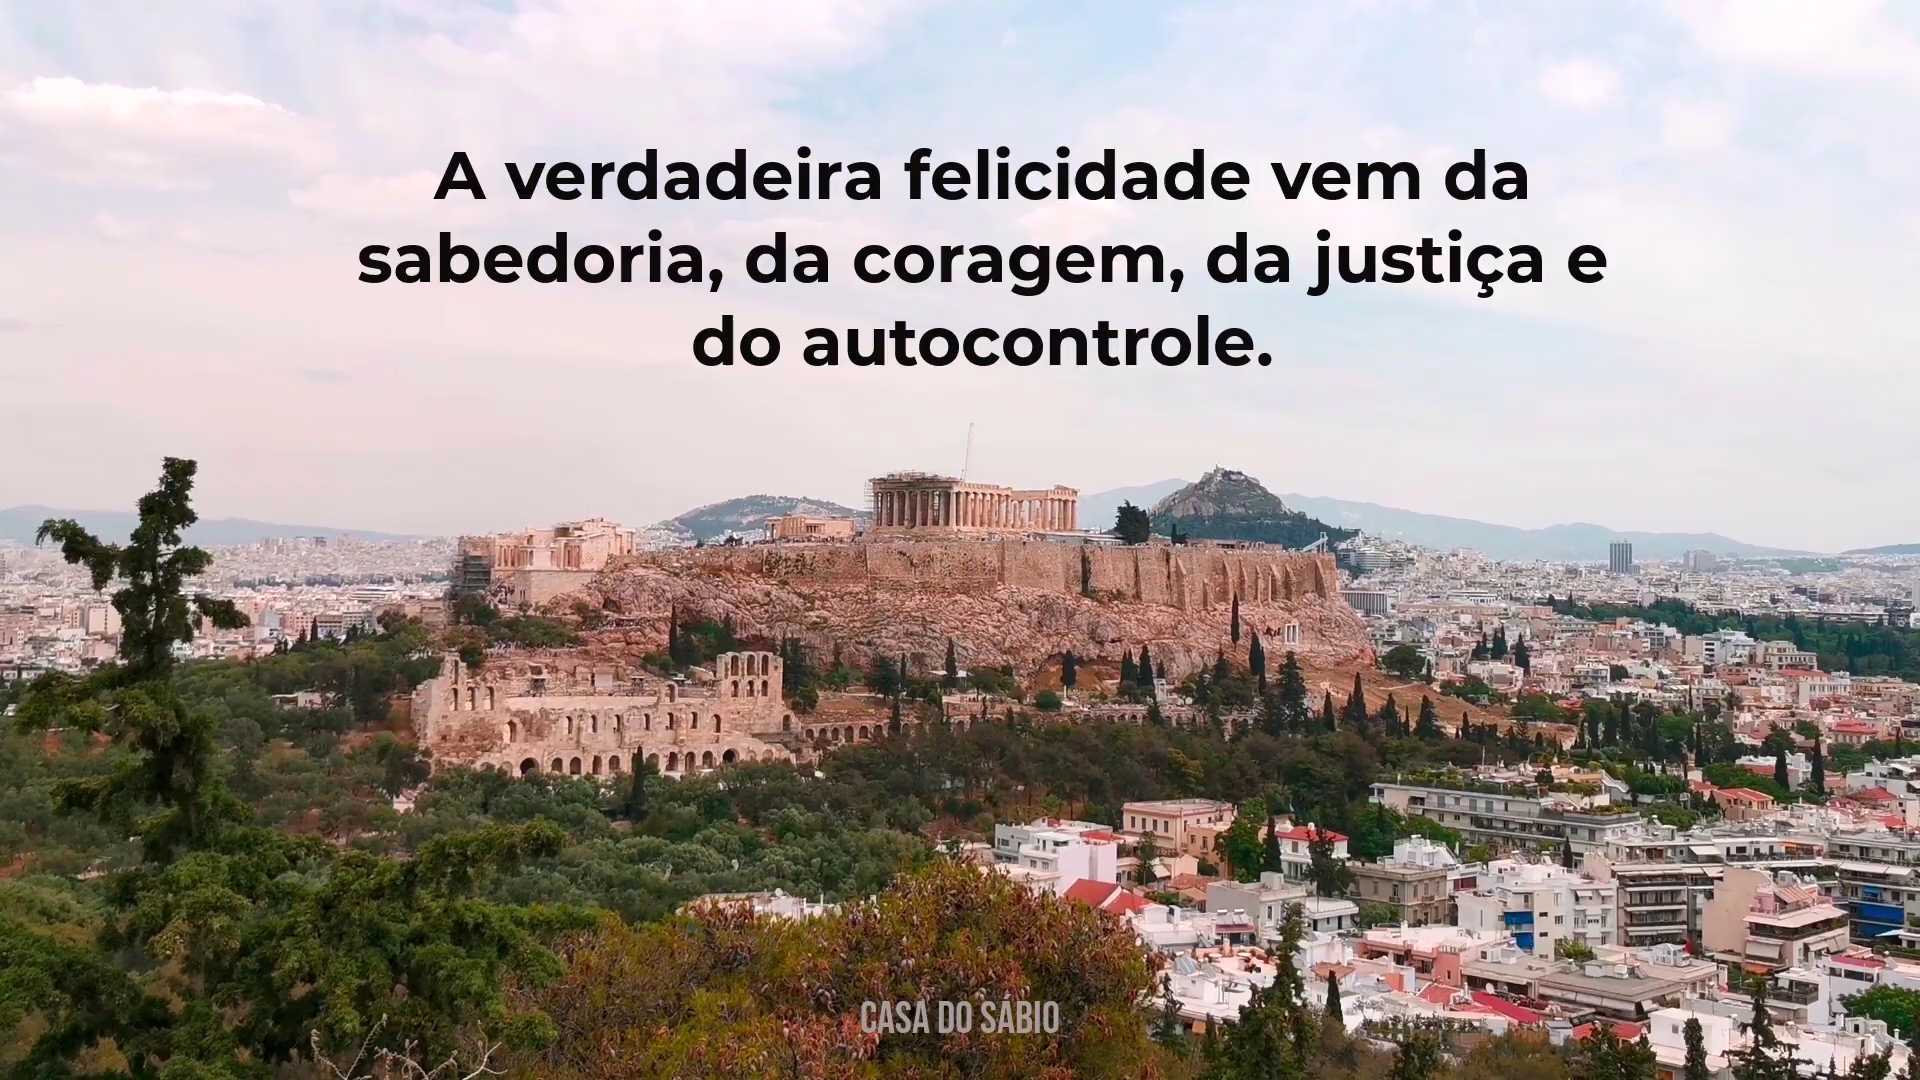 A verdadeira felicidade vem da
sabedoria, da coragem, da justiça e
do autocontrole.
CASA DO SÁBIO